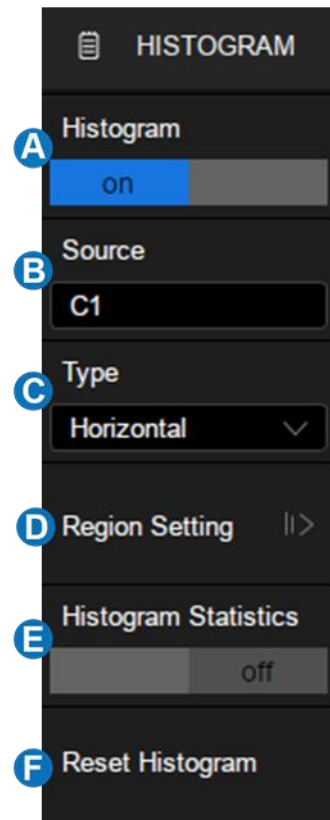 HISTOGRAM
A
Histogram
on
B
Source
C1
C
Type
Horizontal
D
Region Setting
E
Histogram Statistics
off
F
Reset Histogram